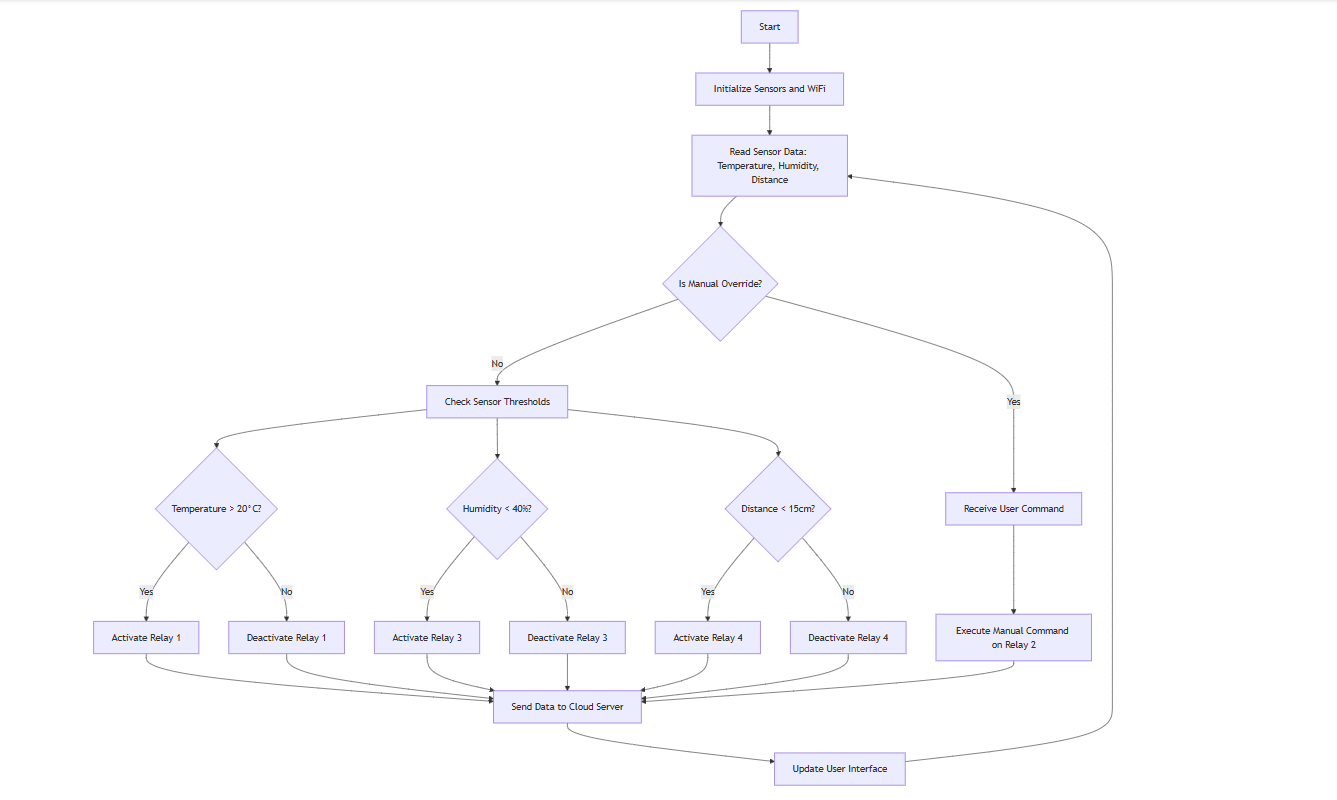 Start
Initialize Sensors and WiFi
Read Sensor Data:
Temperature, Humidity,
Distance
Is Manual Override?
No
Yes
Check Sensor Thresholds
Temperature > 20°C?
Humidity < 40%?
Distance < 15cm?
Receive User Command
Yes
No
Yes
No
Yes
No
Activate Relay 1
Deactivate Relay 1
Activate Relay 3
Deactivate Relay 3
Activate Relay 4
Deactivate Relay 4
Execute Manual Command
on Relay 2
Send Data to Cloud Server
Update User Interface